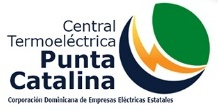 Central
Termoeléctrica
Punta
Catalina
Corporación Dominicana de Empresas Eléctricas Estatales